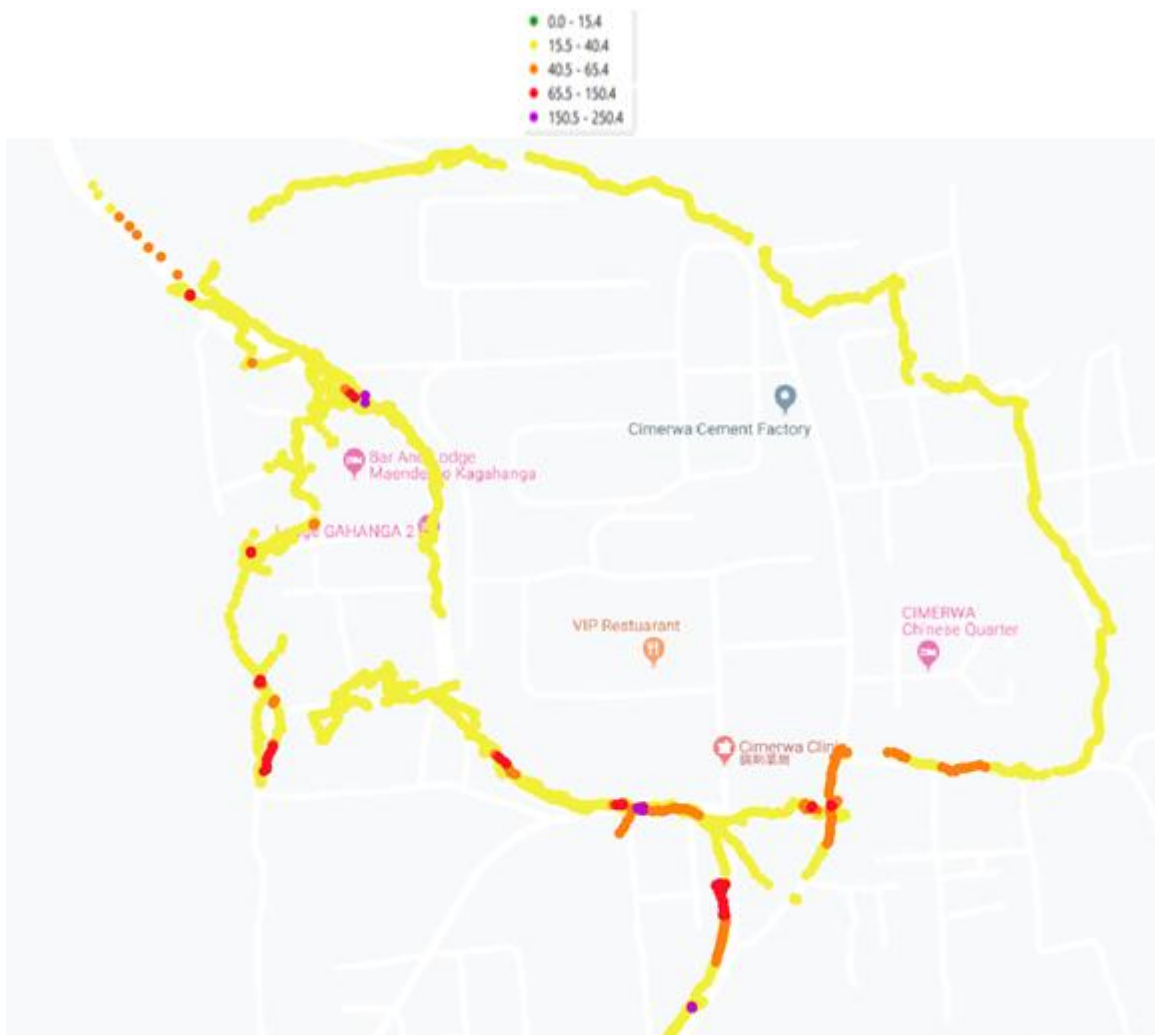 0.0 - 15.4
15.5 - 40.4
40.5 - 65.4
65.5 - 150.4
150.5 - 250.4
Cimerwa Cement Factory
Bar And Lodge
Maende o Kagahanga
GAHANGA 2
VIP Restuarant
CIMERWA
Chinese Quarter
Cimerwa Clinic